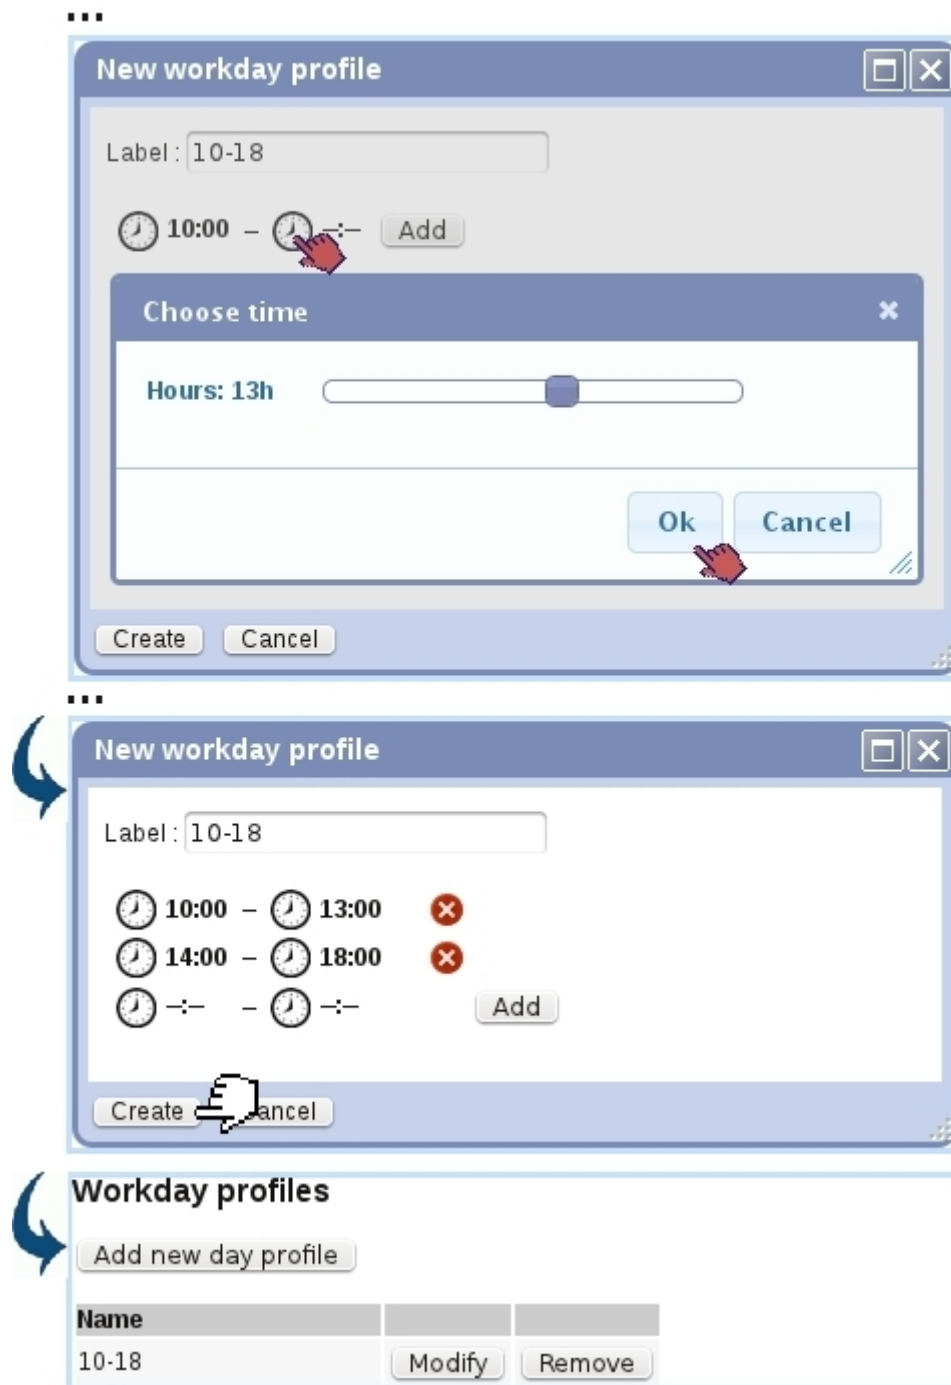 ...
New workday profile
Label : 10-18
10:00 – –:– Add
Choose time
Hours: 13h
Ok Cancel
Create Cancel
...
New workday profile
Label : 10-18
10:00 – 13:00
14:00 – 18:00
–:– – –:– Add
Create ancel
Workday profiles
Add new day profile
Name
10-18 Modify Remove